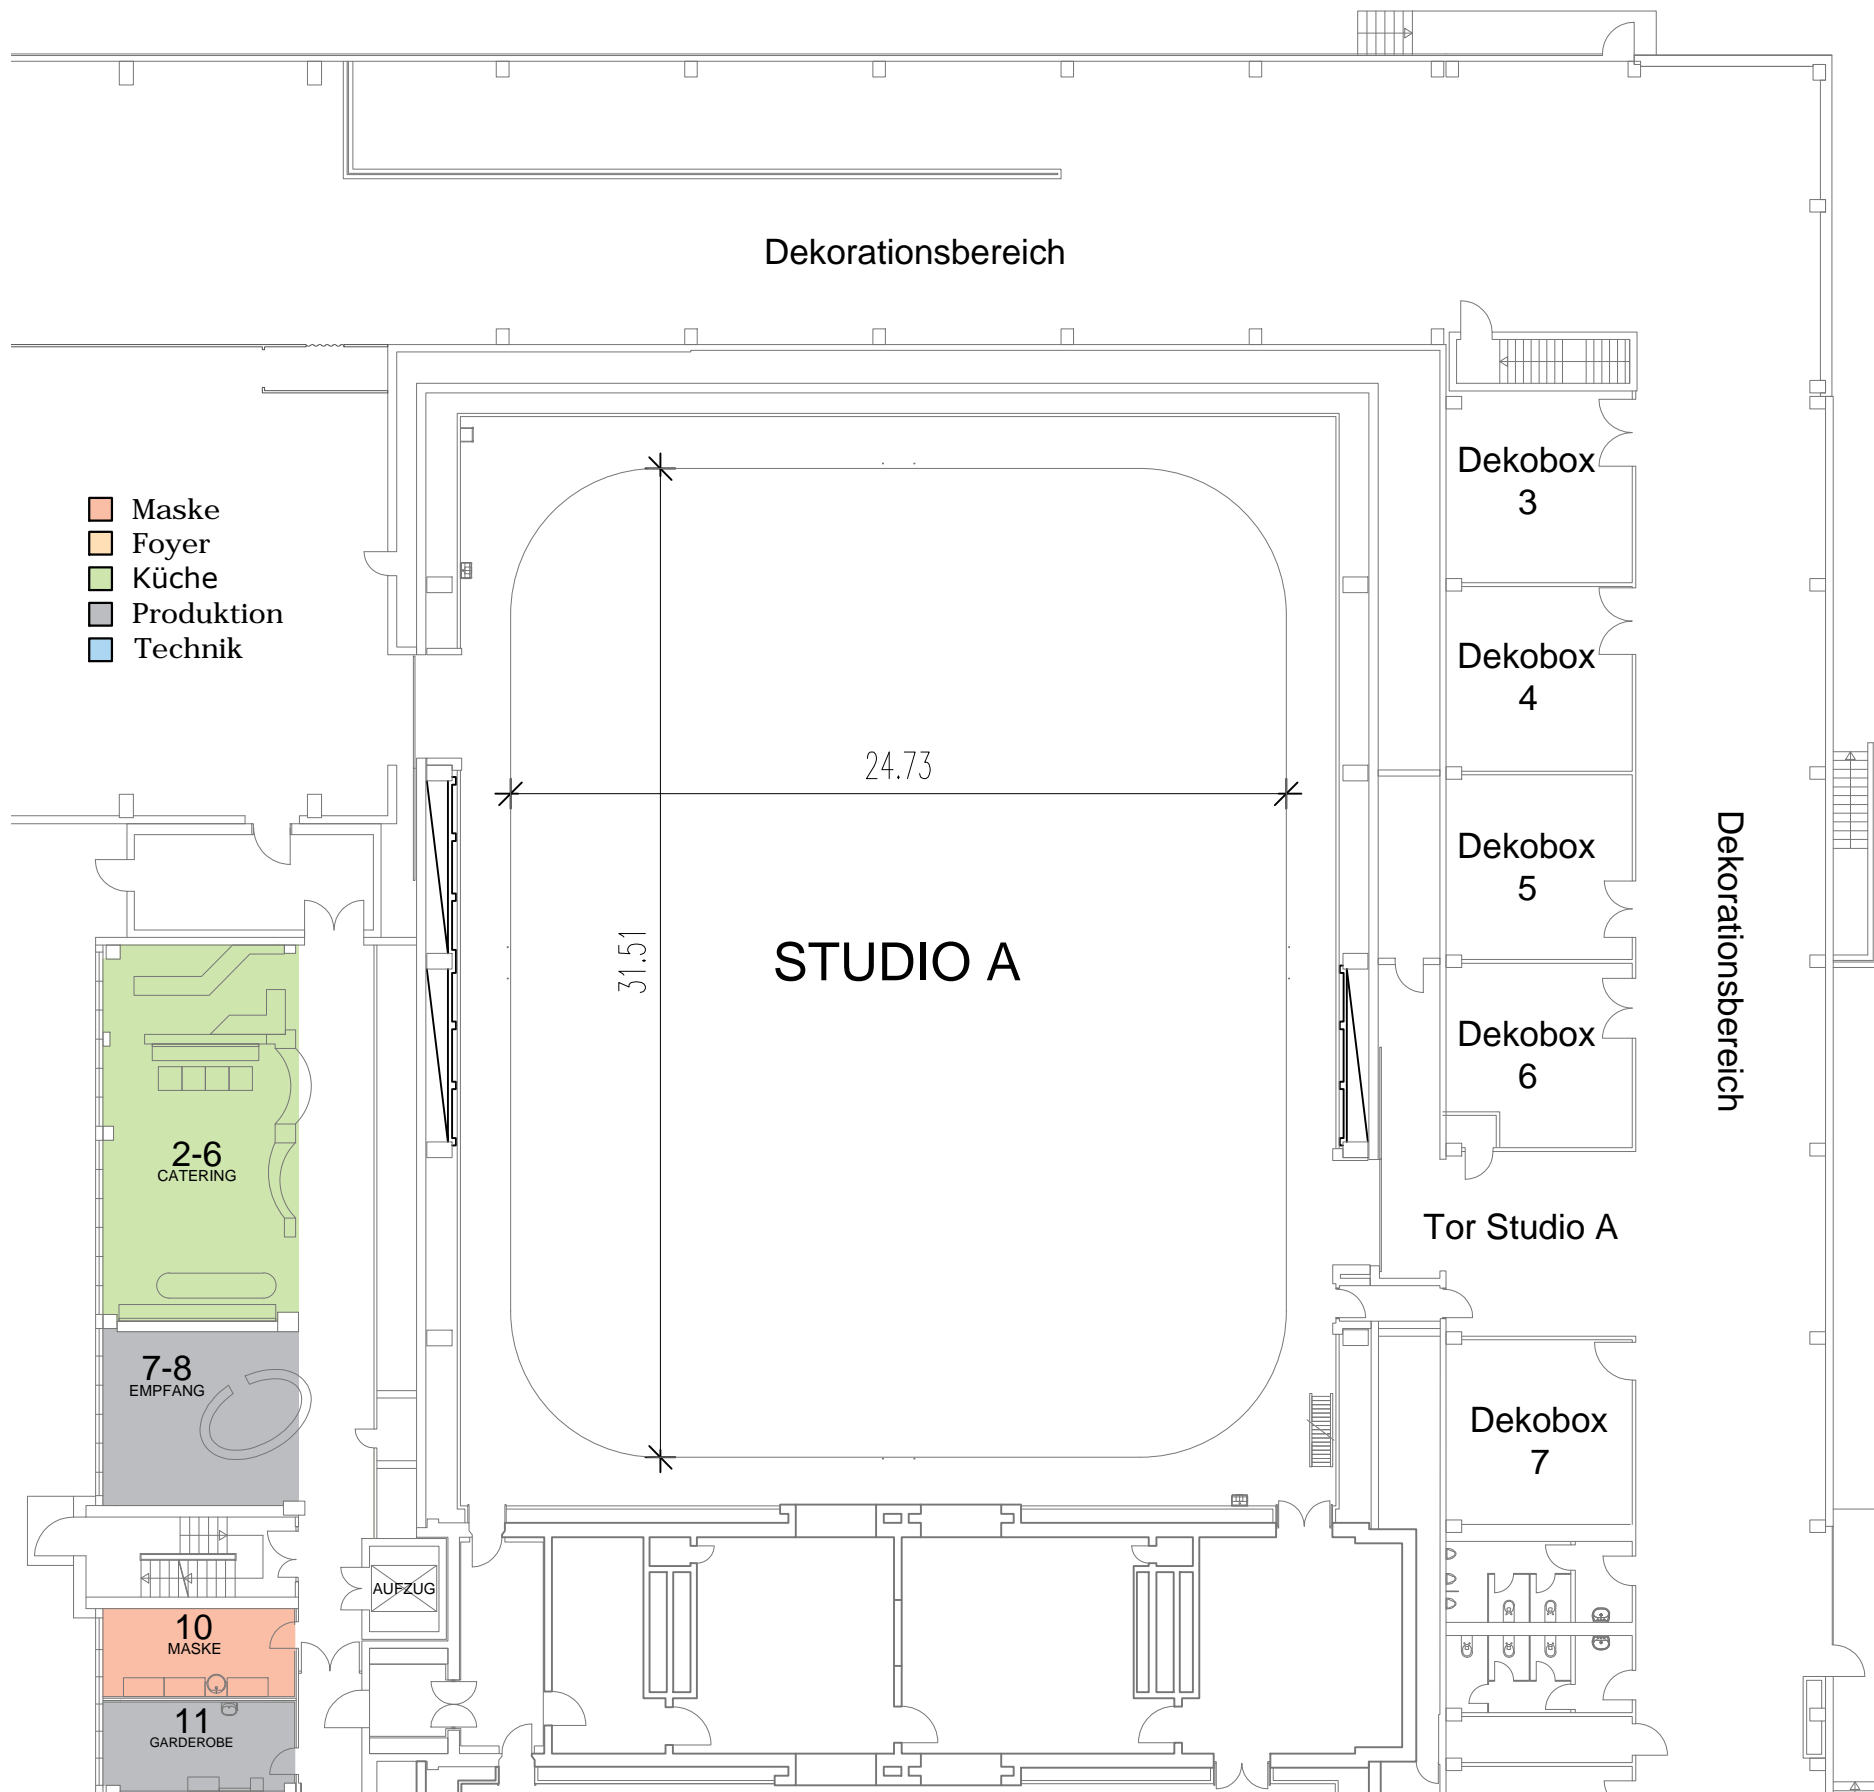 Dekorationsbereich
Maske
Foyer
Küche
Produktion
Technik
Dekobox
3
Dekobox
4
24.73
Dekobox
5
31.51
STUDIO A
Dekorationsbereich
Dekobox
6
2-6
CATERING
Tor Studio A
7-8
EMPFANG
Dekobox
7
AUFZUG
10
MASKE
11
GARDEROBE